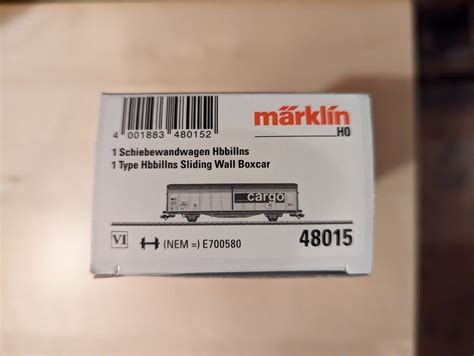 4 001883 480152
märklin
H0
1 Schiebewandwagen Hbbillns
1 Type Hbbillns Sliding Wall Boxcar
cargo
VI (NEM =) E700580
48015